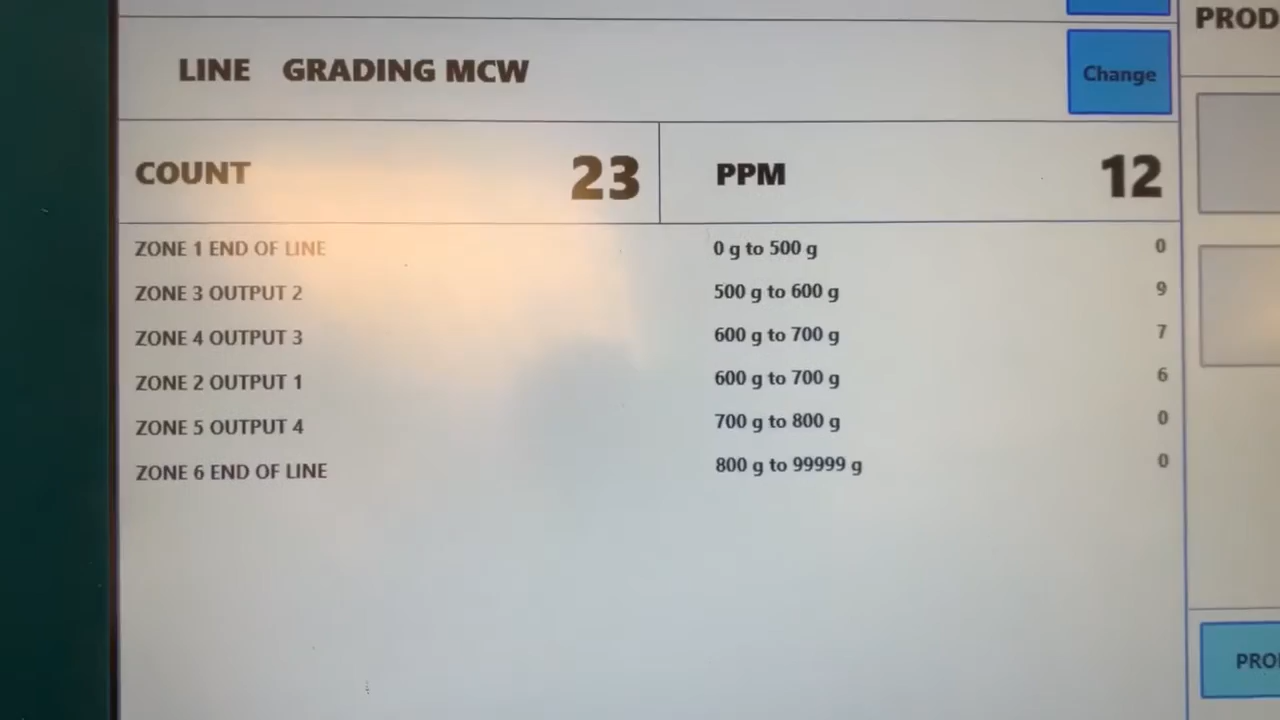 PROD
LINE GRADING MCW
Change
COUNT 23 PPM 12
ZONE 1 END OF LINE 0 g to 500 g 0
ZONE 3 OUTPUT 2 500 g to 600 g 9
ZONE 4 OUTPUT 3 600 g to 700 g 7
ZONE 2 OUTPUT 1 600 g to 700 g 6
ZONE 5 OUTPUT 4 700 g to 800 g 0
ZONE 6 END OF LINE 800 g to 99999 g 0
PRO